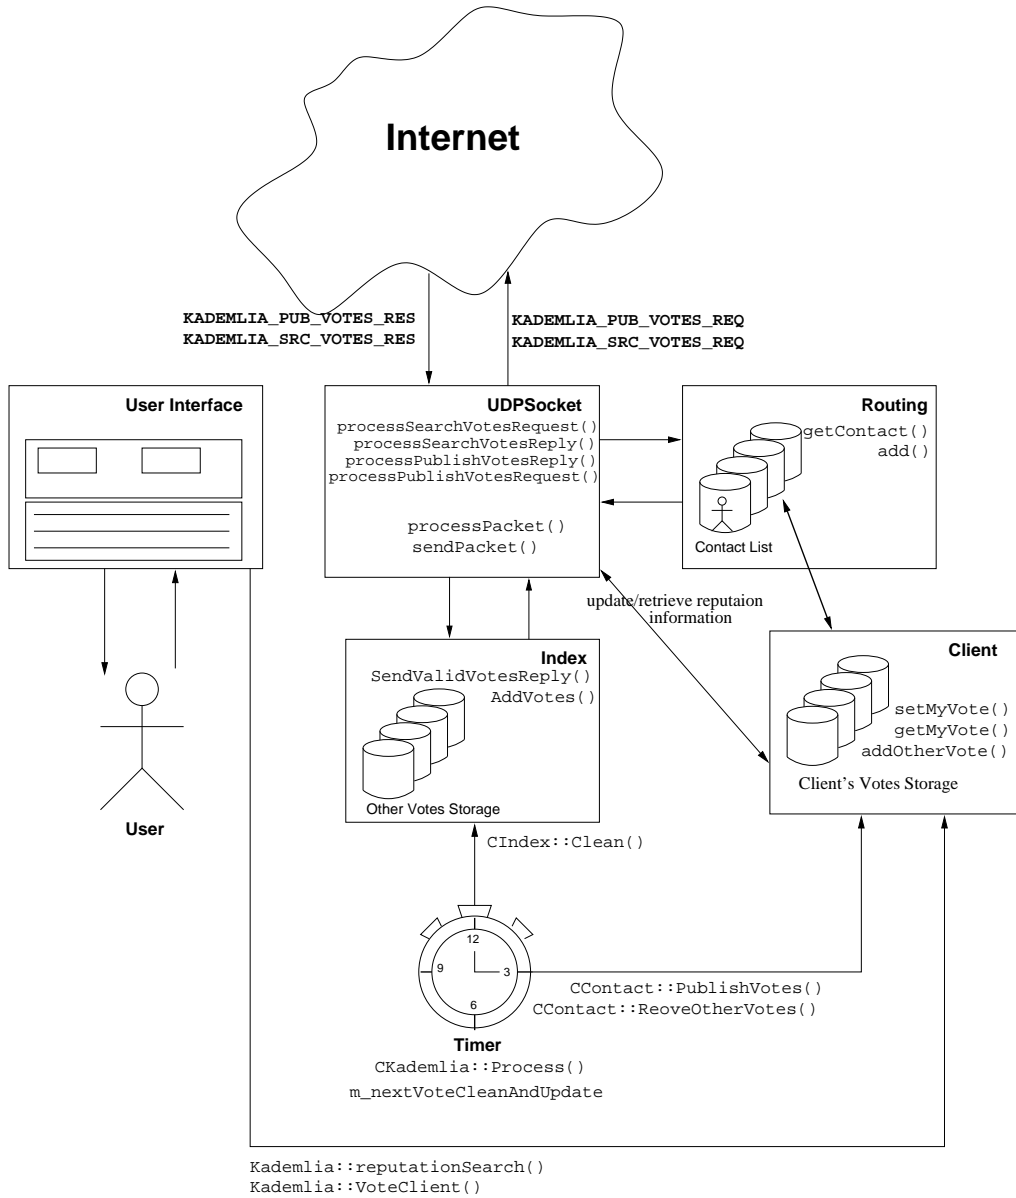 Internet
KADEMLIA_PUB_VOTES_RES
KADEMLIA_SRC_VOTES_RES
KADEMLIA_PUB_VOTES_REQ
KADEMLIA_SRC_VOTES_REQ
User Interface
UDPSocket
processSearchVotesRequest()
processSearchVotesReply()
processPublishVotesReply()
processPublishVotesRequest()
processPacket()
sendPacket()
Routing
getContact()
add()
Contact List
update/retrieve reputaion
information
Index
SendValidVotesReply()
AddVotes()
Other Votes Storage
Client
setMyVote()
getMyVote()
addOtherVote()
Client's Votes Storage
User
CIndex::Clean()
12
9
3
6
CContact::PublishVotes()
CContact::ReoveOtherVotes()
Timer
CKademlia::Process()
m_nextVoteCleanAndUpdate
Kademlia::reputationSearch()
Kademlia::VoteClient()